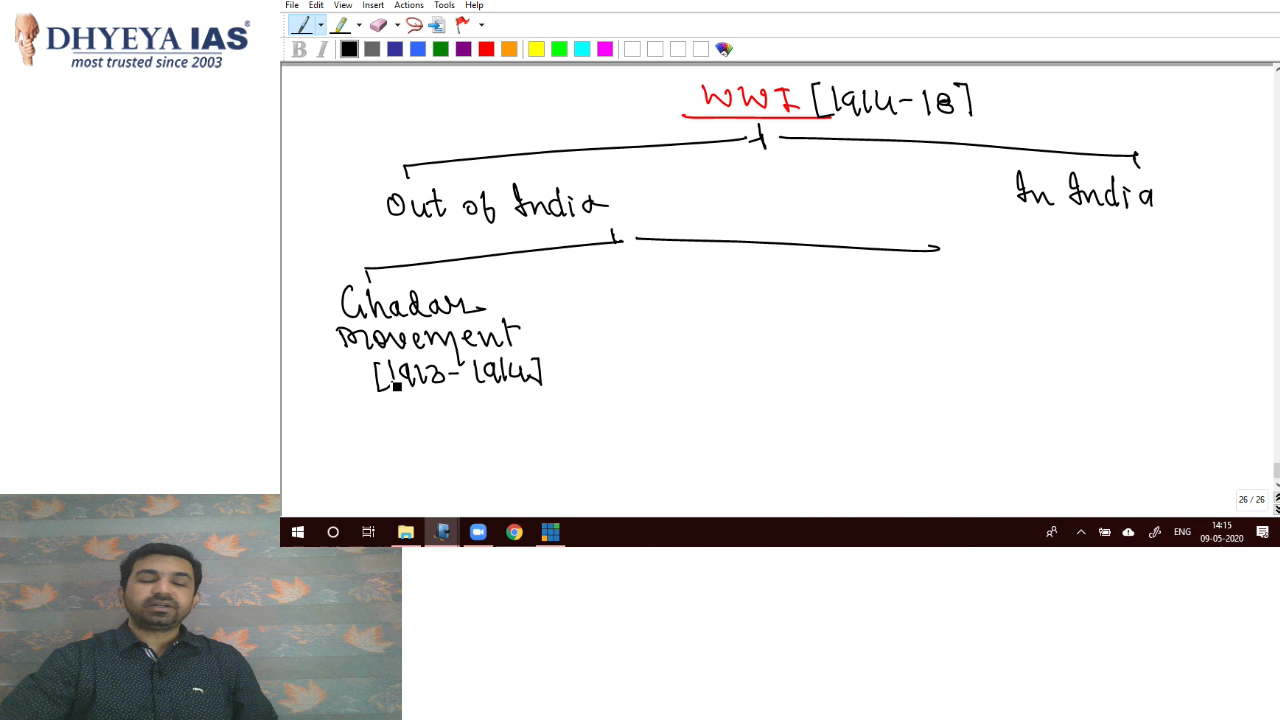 File Edit View Insert Actions Tools Help
DHYEYA IAS®
most trusted since 2003
B I
WWI [1914-18]
Out of India
In India
Ghadar
Movement
[1913-1914]
26 / 26
ENG
14:15
09-05-2020